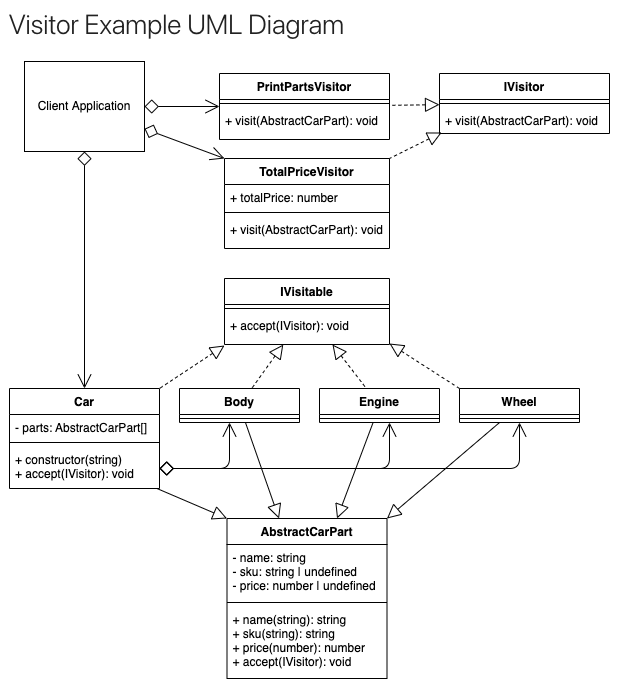 Visitor Example UML Diagram
Client Application
PrintPartsVisitor
+ visit(AbstractCarPart): void
IVisitor
+ visit(AbstractCarPart): void
TotalPriceVisitor
+ totalPrice: number
+ visit(AbstractCarPart): void
IVisitable
+ accept(IVisitor): void
Car
- parts: AbstractCarPart[]
+ constructor(string)
+ accept(IVisitor): void
Body
Engine
Wheel
AbstractCarPart
- name: string
- sku: string | undefined
- price: number | undefined
+ name(string): string
+ sku(string): string
+ price(number): number
+ accept(IVisitor): void